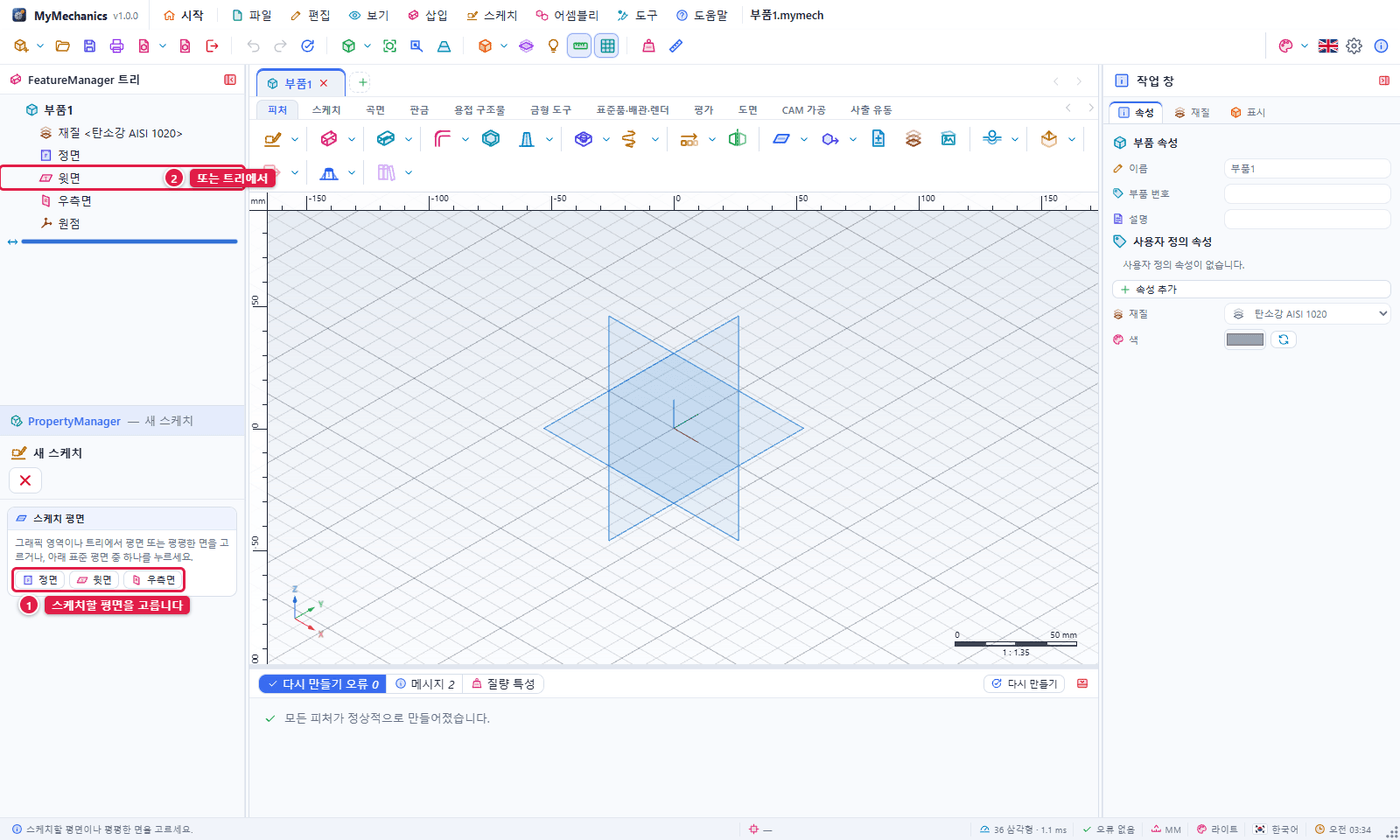 MyMechanics v1.0.0
시작 파일 편집 보기 삽입 스케치 어셈블리 도구 도움말 부품1.mymech
FeatureManager 트리
부품1
재질 <탄소강 AISI 1020>
정면
윗면
2 또는 트리에서
우측면
원점
PropertyManager — 새 스케치
새 스케치
스케치 평면
그래픽 영역이나 트리에서 평면 또는 평평한 면을 고
르거나, 아래 표준 평면 중 하나를 누르세요.
정면 윗면 우측면
1 스케치할 평면을 고릅니다
부품1
피처 스케치 곡면 판금 용접 구조물 금형 도구 표준품·배관·렌더 평가 도면 CAM 가공 사출 유동
mm -150 -100 -50 0 50 100 150
50
0
-50
Z
Y
X
0 50 mm
1 : 1.35
다시 만들기 오류 0 메시지 2 질량 특성 다시 만들기
모든 피처가 정상적으로 만들어졌습니다.
작업 창
속성 재질 표시
부품 속성
이름 부품1
부품 번호
설명
사용자 정의 속성
사용자 정의 속성이 없습니다.
속성 추가
재질 탄소강 AISI 1020
색
스케치할 평면이나 평평한 면을 고르세요. — 36 삼각형 · 1.1 ms 오류 없음 MM 라이트 한국어 오전 03:34